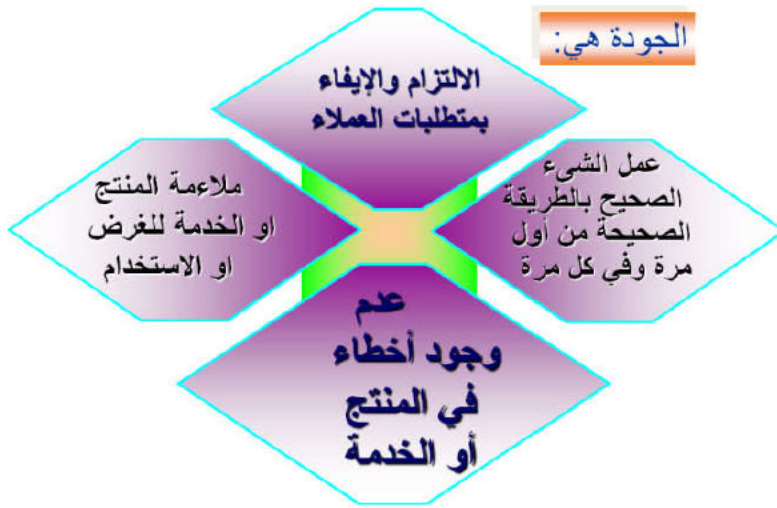 الجودة هي:
الالتزام والإيفاء
بمتطلبات العملاء
عمل الشيء
الصحيح بالطريقة
الصحيحة من أول
مرة وفي كل مرة
ملاءمة المنتج
او الخدمة للغرض
او الاستخدام
عدم
وجود أخطاء
في المنتج
أو الخدمة